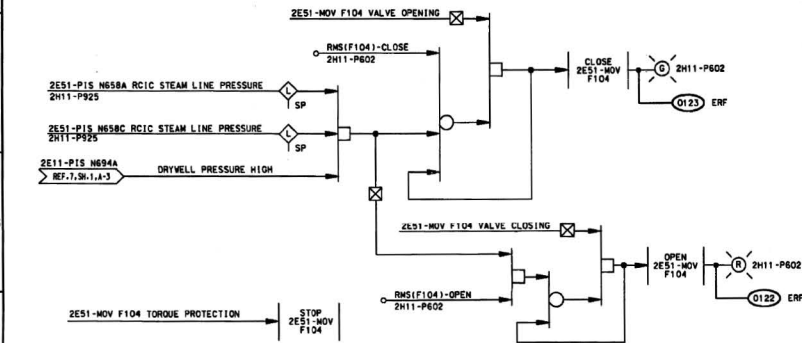 2E51-MOV F104 VALVE OPENING
RMS(F104)-CLOSE
2H11-P602
CLOSE
2E51-MOV
F104
G
2H11-P602
0123
ERF
2E51-PIS N658A RCIC STEAM LINE PRESSURE
2H11-P925
L
SP
2E51-PIS N658C RCIC STEAM LINE PRESSURE
2H11-P925
L
SP
2E11-PIS N694A
REF.7,SH.1,A-3
DRYWELL PRESSURE HIGH
2E51-MOV F104 VALVE CLOSING
OPEN
2E51-MOV
F104
R
2H11-P602
0122
ERF
RMS(F104)-OPEN
2H11-P602
2E51-MOV F104 TORQUE PROTECTION
STOP
2E51-MOV
F104